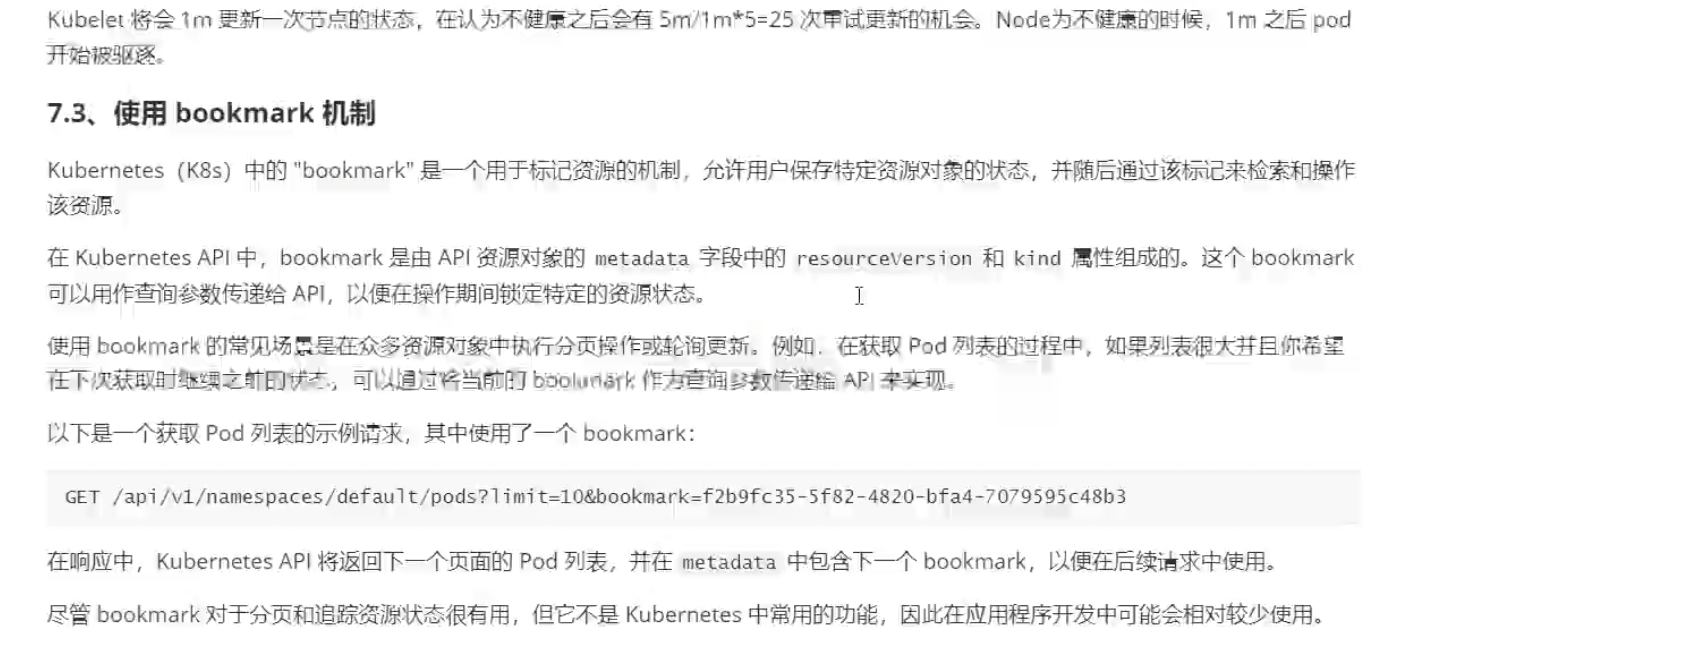 Kubelet 将会 1m 更新一次节点的状态，在认为不健康之后会有 5m/1m*5=25 次重试更新的机会。Node为不健康的时候，1m 之后 pod
开始被驱逐。
7.3、使用 bookmark 机制
Kubernetes（K8s）中的 "bookmark" 是一个用于标记资源的机制，允许用户保存特定资源对象的状态，并随后通过该标记来检索和操作
该资源。
在 Kubernetes API 中，bookmark 是由 API 资源对象的 metadata 字段中的 resourceVersion 和 kind 属性组成的。这个 bookmark
可以用作查询参数传递给 API，以便在操作期间锁定特定的资源状态。
使用 bookmark 的常见场景是在众多资源对象中执行分页操作或轮询更新。例如，在获取 Pod 列表的过程中，如果列表很大并且你希望
在下次获取时继续之前的状态，可以通过将当前的 bookmark 作为查询参数传递给 API 来实现。
以下是一个获取 Pod 列表的示例请求，其中使用了一个 bookmark：
GET /api/v1/namespaces/default/pods?limit=10&bookmark=f2b9fc35-5f82-4820-bfa4-7079595c48b3
在响应中，Kubernetes API 将返回下一个页面的 Pod 列表，并在 metadata 中包含下一个 bookmark，以便在后续请求中使用。
尽管 bookmark 对于分页和追踪资源状态很有用，但它不是 Kubernetes 中常用的功能，因此在应用程序开发中可能会相对较少使用。